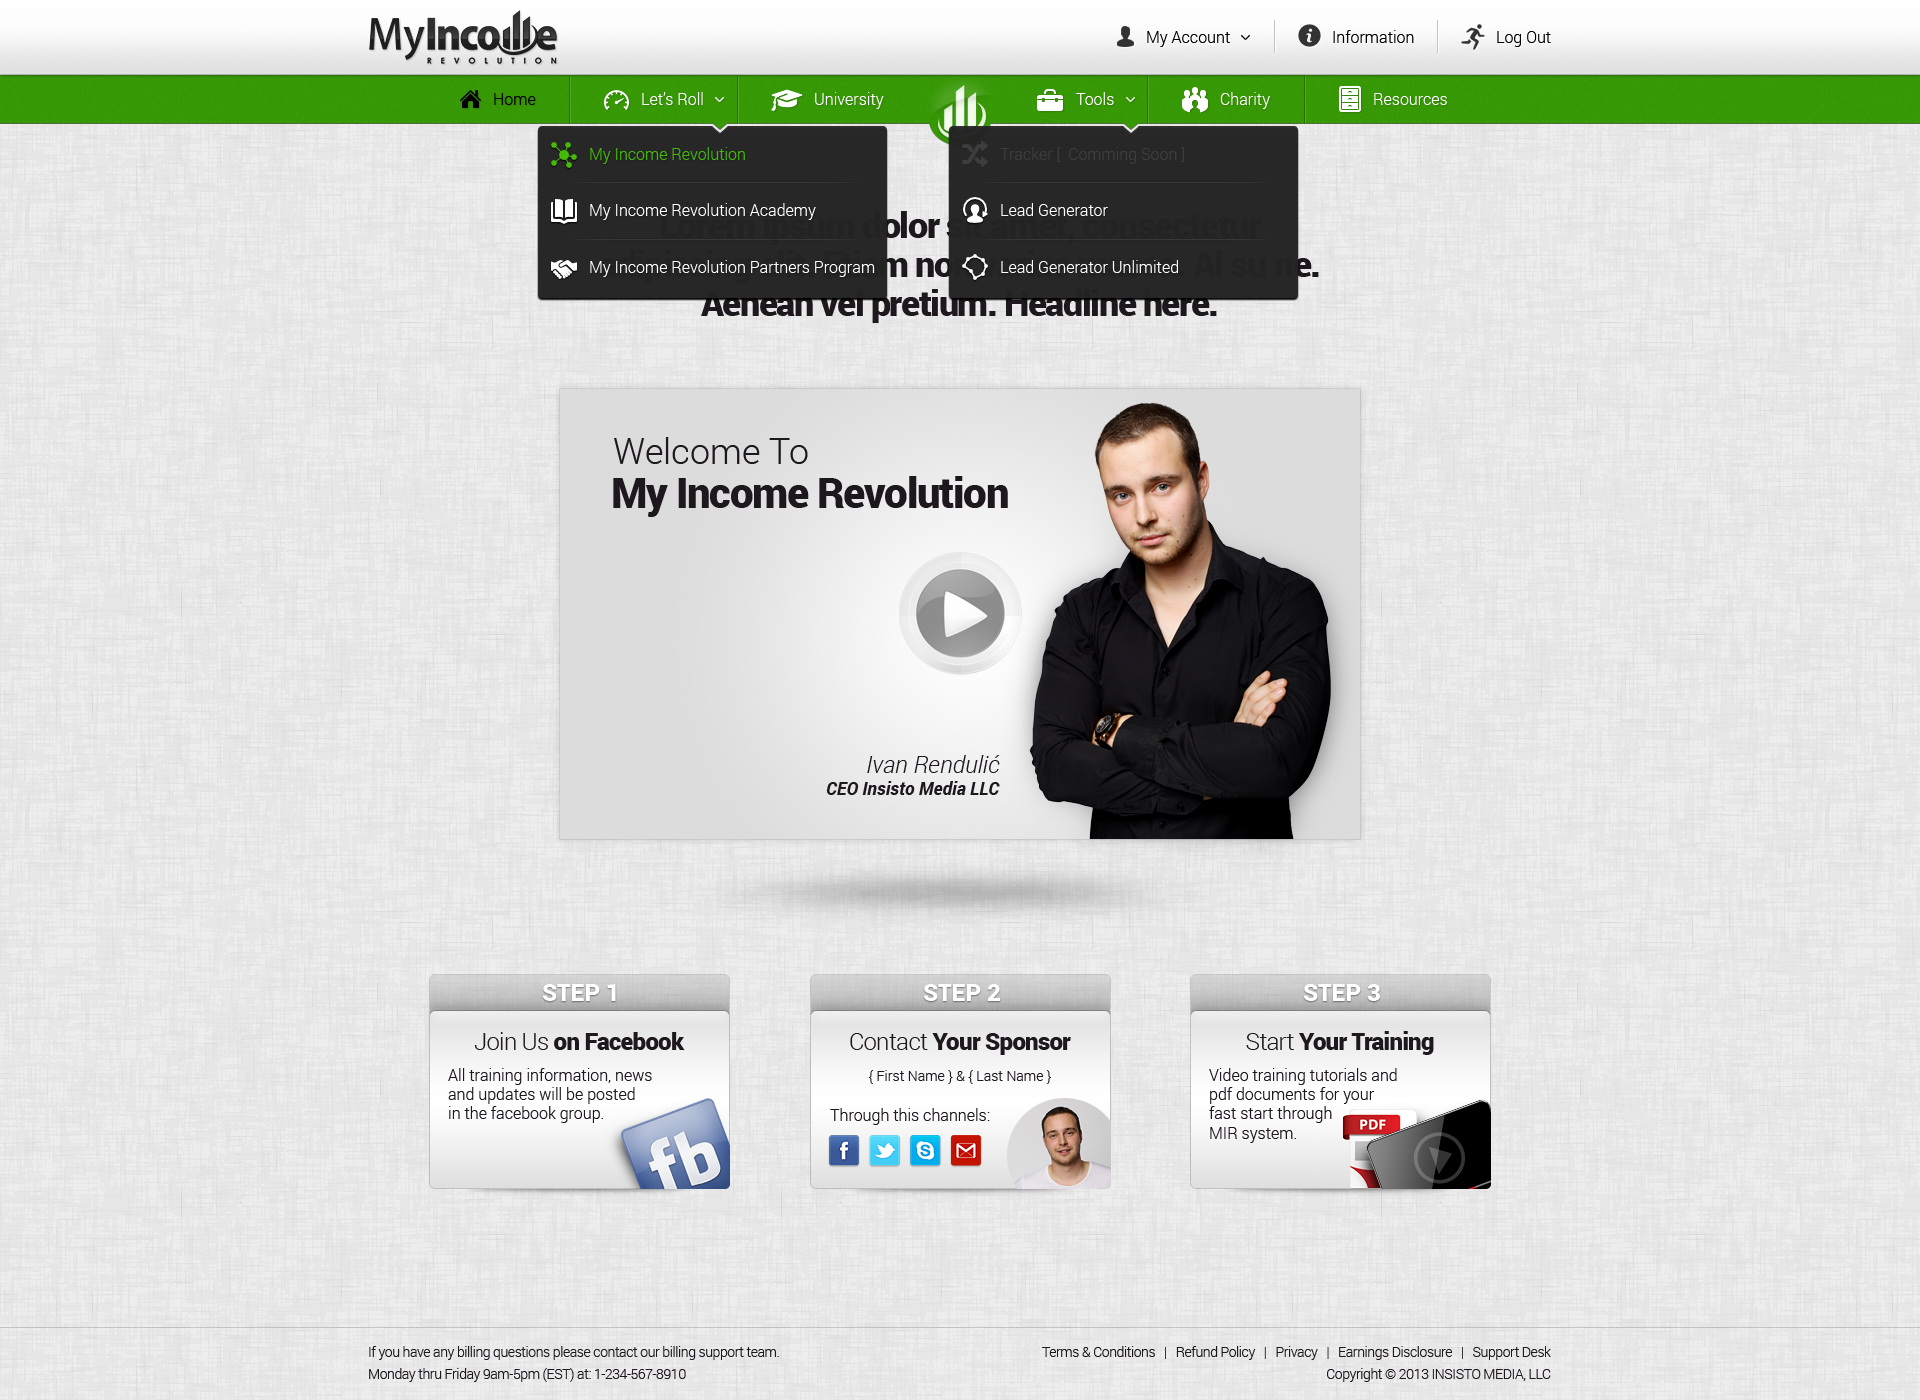 MyIncome
REVOLUTION
My Account
Information
Log Out
Home
Let's Roll
University
Tools
Charity
Resources
My Income Revolution
My Income Revolution Academy
My Income Revolution Partners Program
Tracker [ Comming Soon ]
Lead Generator
Lead Generator Unlimited
Lorem ipsum dolor sit amet, consectetur
Aenean vel pretium. Headline here.
Welcome To
My Income Revolution
Ivan Rendulić
CEO Insisto Media LLC
STEP 1
Join Us on Facebook
All training information, news
and updates will be posted
in the facebook group.
fb
STEP 2
Contact Your Sponsor
{ First Name } & { Last Name }
Through this channels:
STEP 3
Start Your Training
Video training tutorials and
pdf documents for your
fast start through
MIR system.
PDF
If you have any billing questions please contact our billing support team.
Monday thru Friday 9am-5pm (EST) at: 1-234-567-8910
Terms & Conditions | Refund Policy | Privacy | Earnings Disclosure | Support Desk
Copyright © 2013 INSISTO MEDIA, LLC